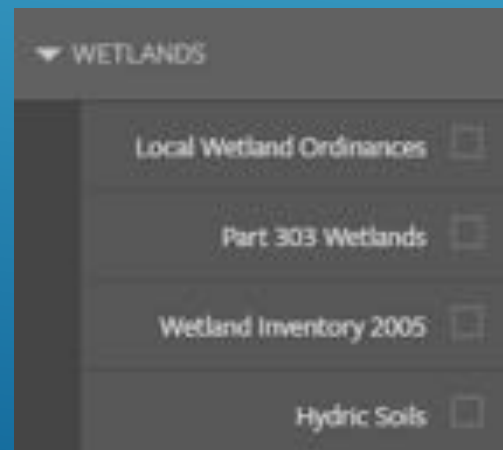 WETLANDS
Local Wetland Ordinances
Part 303 Wetlands
Wetland Inventory 2005
Hydric Soils